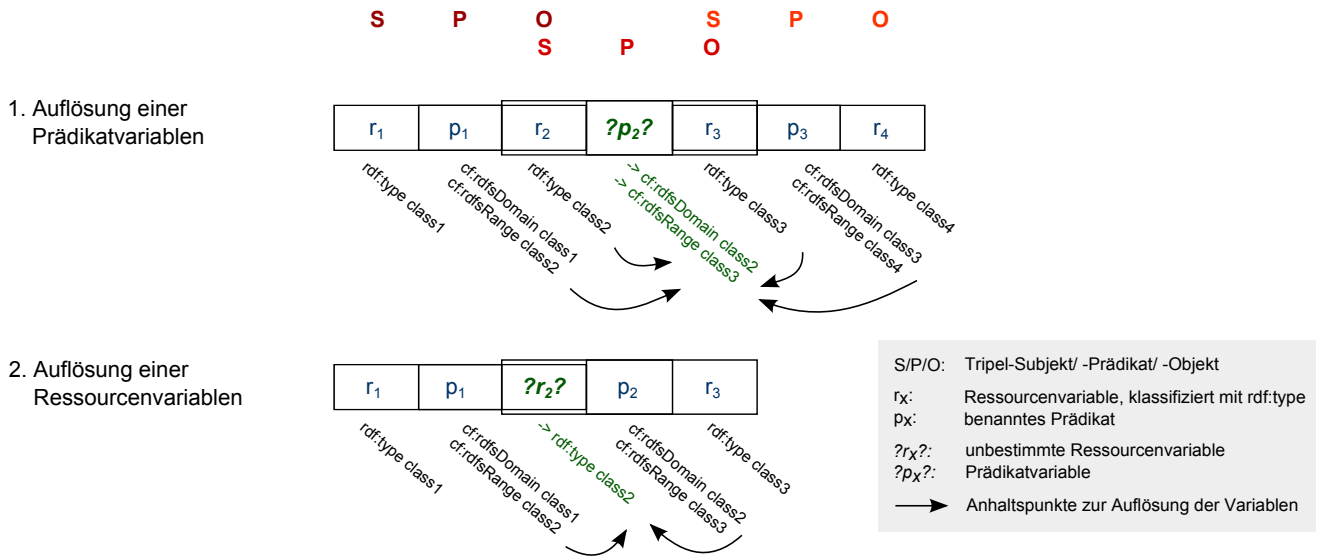 S P O S P O
S P O
1. Auflösung einer
Prädikatvariablen
r1 p1 r2 ?p2? r3 p3 r4
rdf:type class1
cf:rdfsDomain class1
cf:rdfsRange class2
rdf:type class2
-> cf:rdfsDomain class2
-> cf:rdfsRange class3
rdf:type class3
cf:rdfsDomain class3
cf:rdfsRange class4
rdf:type class4
2. Auflösung einer
Ressourcenvariablen
r1 p1 ?r2? p2 r3
rdf:type class1
cf:rdfsDomain class1
cf:rdfsRange class2
-> rdf:type class2
cf:rdfsDomain class2
cf:rdfsRange class3
rdf:type class3
S/P/O: Tripel-Subjekt/ -Prädikat/ -Objekt
rX: Ressourcenvariable, klassifiziert mit rdf:type
pX: benanntes Prädikat
?rX?: unbestimmte Ressourcenvariable
?pX?: Prädikatvariable
Anhaltspunkte zur Auflösung der Variablen